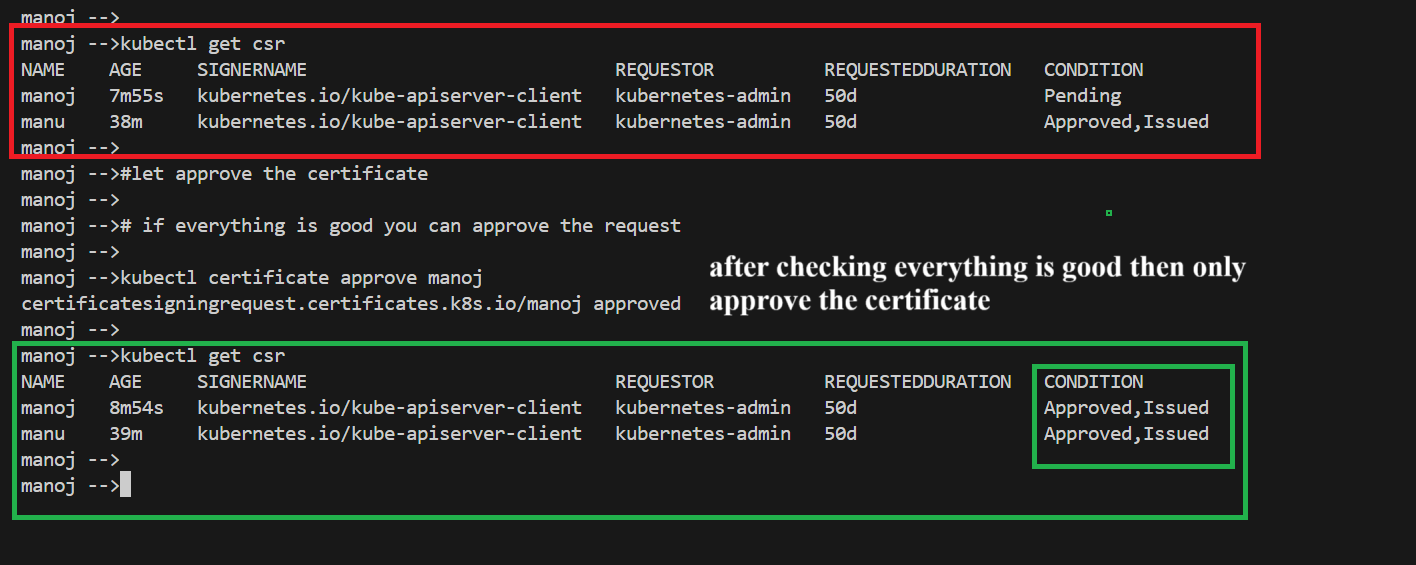 manoj -->
manoj -->kubectl get csr
NAME    AGE     SIGNERNAME                            REQUESTOR          REQUESTEDDURATION   CONDITION
manoj   7m55s   kubernetes.io/kube-apiserver-client   kubernetes-admin   50d                 Pending
manu    38m     kubernetes.io/kube-apiserver-client   kubernetes-admin   50d                 Approved,Issued
manoj -->
manoj -->#let approve the certificate
manoj -->
manoj --># if everything is good you can approve the request
manoj -->
manoj -->kubectl certificate approve manoj
certificatesigningrequest.certificates.k8s.io/manoj approved
after checking everything is good then only
approve the certificate
manoj -->
manoj -->kubectl get csr
NAME    AGE     SIGNERNAME                            REQUESTOR          REQUESTEDDURATION   CONDITION
manoj   8m54s   kubernetes.io/kube-apiserver-client   kubernetes-admin   50d                 Approved,Issued
manu    39m     kubernetes.io/kube-apiserver-client   kubernetes-admin   50d                 Approved,Issued
manoj -->
manoj -->